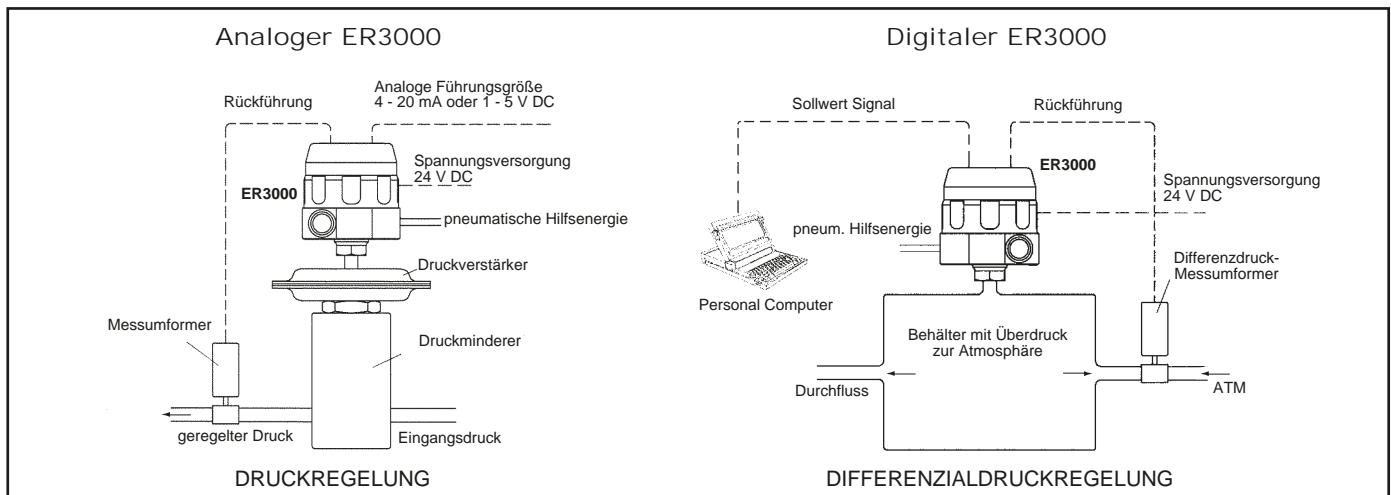 Analoger ER3000
Analoge Führungsgröße
4 - 20 mA oder 1 - 5 V DC
Rückführung
Spannungsversorgung
24 V DC
ER3000
pneumatische Hilfsenergie
Druckverstärker
Messumformer
Druckminderer
geregelter Druck
Eingangsdruck
DRUCKREGELUNG
Digitaler ER3000
Sollwert Signal
Rückführung
ER3000
Spannungsversorgung
24 V DC
pneum. Hilfsenergie
Differenzdruck-
Messumformer
Personal Computer
Behälter mit Überdruck
zur Atmosphäre
Durchfluss
ATM
DIFFERENZIALDRUCKREGELUNG